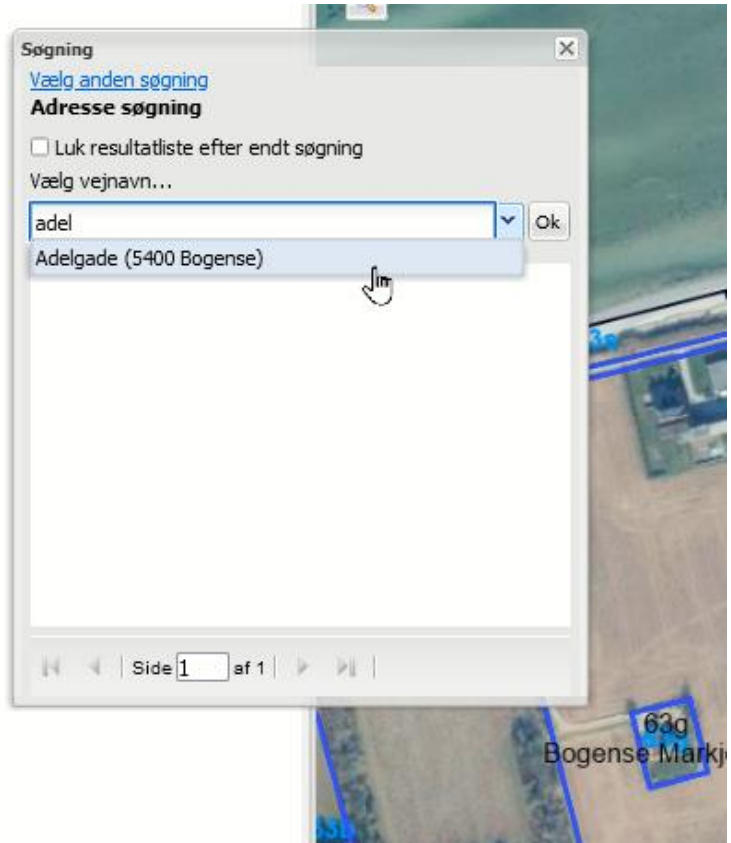 Søgning
Vælg anden søgning
Adresse søgning
Luk resultatliste efter endt søgning
Vælg vejnavn...
adel
Ok
Adelgade (5400 Bogense)
Side 1 af 1
63g
Bogense Markj